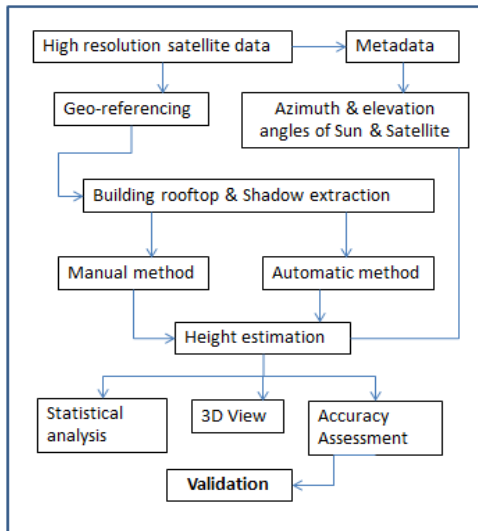 High resolution satellite data
Metadata
Geo-referencing
Azimuth & elevation
angles of Sun & Satellite
Building rooftop & Shadow extraction
Manual method
Automatic method
Height estimation
Statistical
analysis
3D View
Accuracy
Assessment
Validation